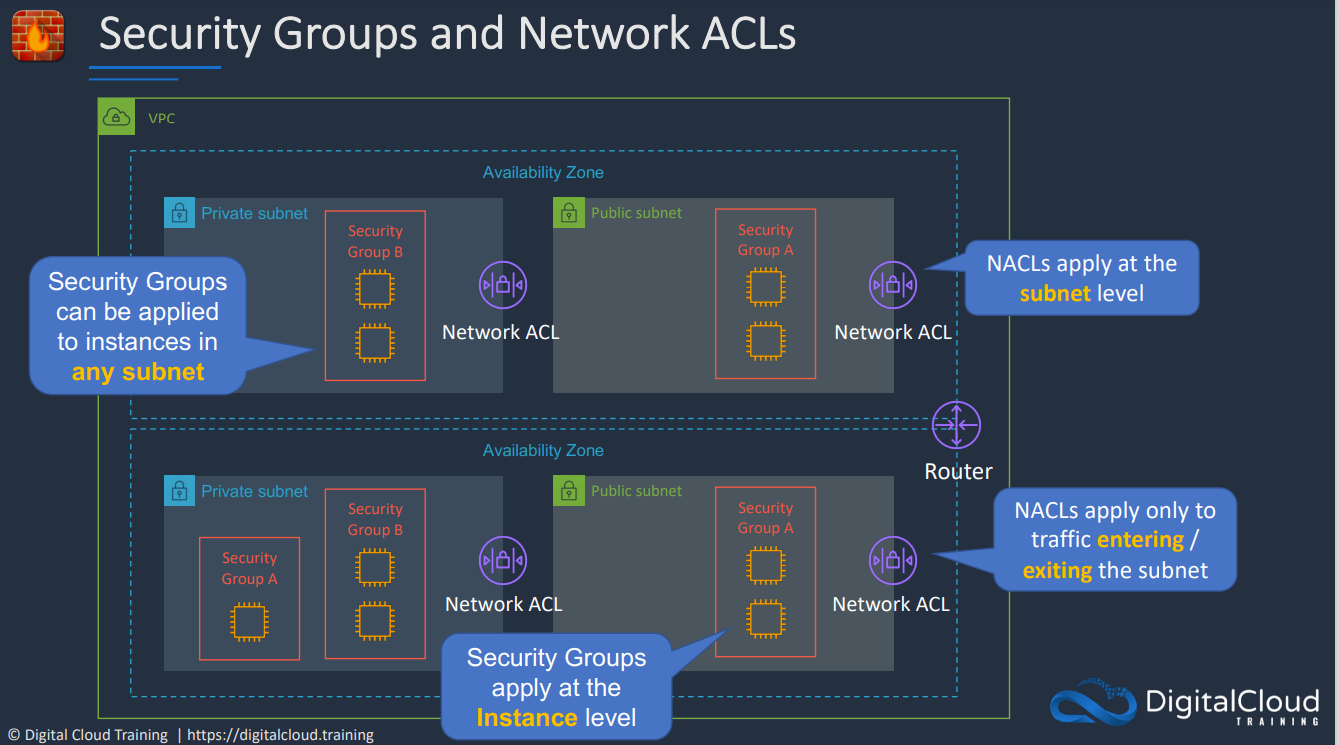 Security Groups and Network ACLs
VPC
Availability Zone
Private subnet
Security
Group B
Network ACL
Public subnet
Security
Group A
Network ACL
Security Groups
can be applied
to instances in
any subnet
NACLs apply at the
subnet level
Router
Availability Zone
Private subnet
Security
Group A
Security
Group B
Network ACL
Public subnet
Security
Group A
Network ACL
NACLs apply only to
traffic entering /
exiting the subnet
Security Groups
apply at the
Instance level
DigitalCloud
TRAINING
© Digital Cloud Training | https://digitalcloud.training